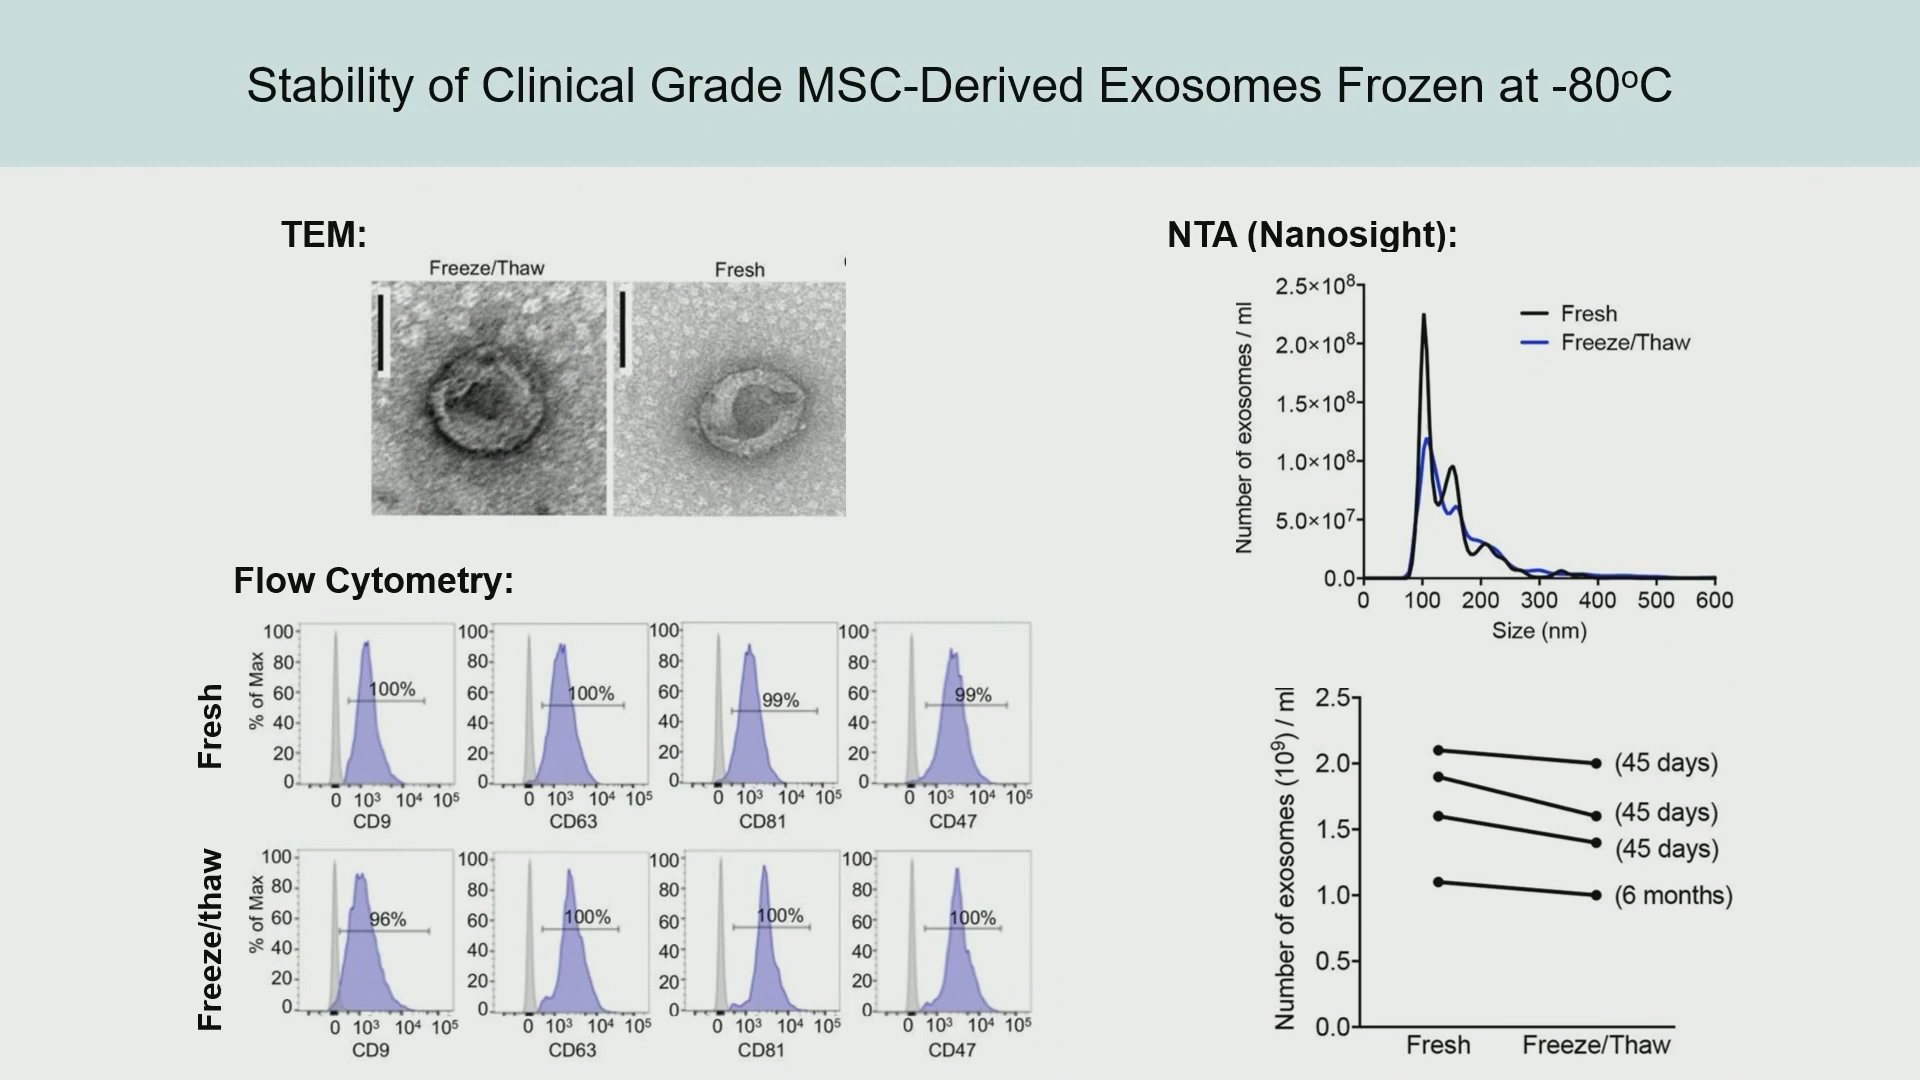 Stability of Clinical Grade MSC-Derived Exosomes Frozen at -80ºC
TEM:
Freeze/Thaw
Fresh
Flow Cytometry:
Fresh
% of Max
100
80
60
40
20
0
100%
0 10³ 10⁴ 10⁵
CD9
100
80
60
40
20
0
100%
0 10³ 10⁴ 10⁵
CD63
100
80
60
40
20
0
99%
0 10³ 10⁴ 10⁵
CD81
100
80
60
40
20
0
99%
0 10³ 10⁴ 10⁵
CD47
Freeze/thaw
% of Max
100
80
60
40
20
0
96%
0 10³ 10⁴ 10⁵
CD9
100
80
60
40
20
0
100%
0 10³ 10⁴ 10⁵
CD63
100
80
60
40
20
0
100%
0 10³ 10⁴ 10⁵
CD81
100
80
60
40
20
0
100%
0 10³ 10⁴ 10⁵
CD47
NTA (Nanosight):
Number of exosomes / ml
2.5×10⁸
2.0×10⁸
1.5×10⁸
1.0×10⁸
5.0×10⁷
0.0
Fresh
Freeze/Thaw
0 100 200 300 400 500 600
Size (nm)
Number of exosomes (10⁹) / ml
2.5
2.0
1.5
1.0
0.5
0.0
(45 days)
(45 days)
(45 days)
(6 months)
Fresh Freeze/Thaw